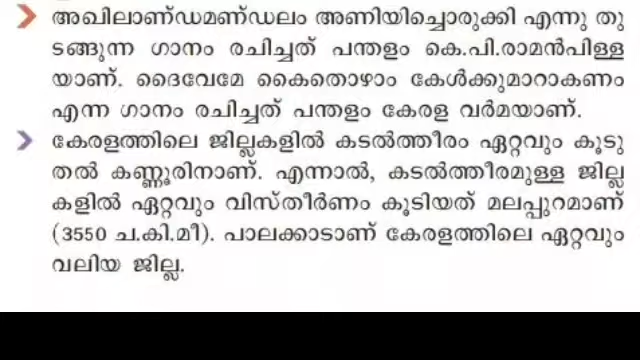 അഖിലാണ്ഡമണ്ഡലം അണിയിച്ചൊരുക്കി എന്നു തു
ടങ്ങുന്ന ഗാനം രചിച്ചത് പന്തളം കെ.പി.രാമൻപിള്ള
യാണ്. ദൈവേമേ കൈതൊഴാം കേൾക്കുമാറാകണം
എന്ന ഗാനം രചിച്ചത് പന്തളം കേരള വർമയാണ്.
കേരളത്തിലെ ജില്ലകളിൽ കടൽത്തീരം ഏറ്റവും കൂടു
തൽ കണ്ണൂരിനാണ്. എന്നാൽ, കടൽത്തീരമുള്ള ജില്ല
കളിൽ ഏറ്റവും വിസ്തീർണം കൂടിയത് മലപ്പുറമാണ്
(3550 ച.കി.മീ). പാലക്കാടാണ് കേരളത്തിലെ ഏറ്റവും
വലിയ ജില്ല.